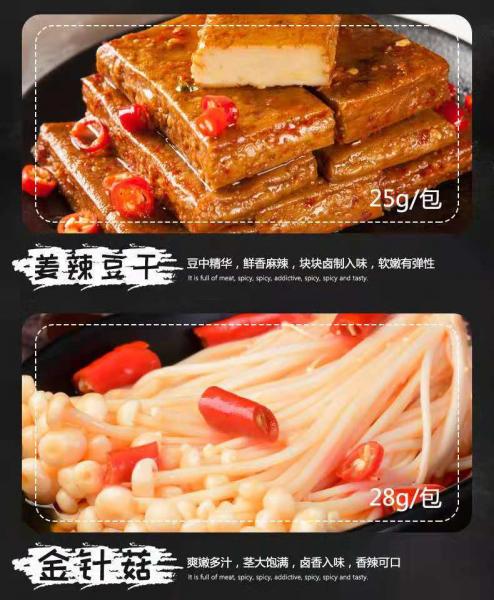 25g/包
姜辣豆干
豆中精华，鲜香麻辣，块块卤制入味，软嫩有弹性
It is full of meat, spicy, spicy, addictive, spicy, spicy and tasty.
28g/包
金针菇
爽嫩多汁，茎大饱满，卤香入味，香辣可口
It is full of meat, spicy, spicy, addictive, spicy, spicy and tasty.